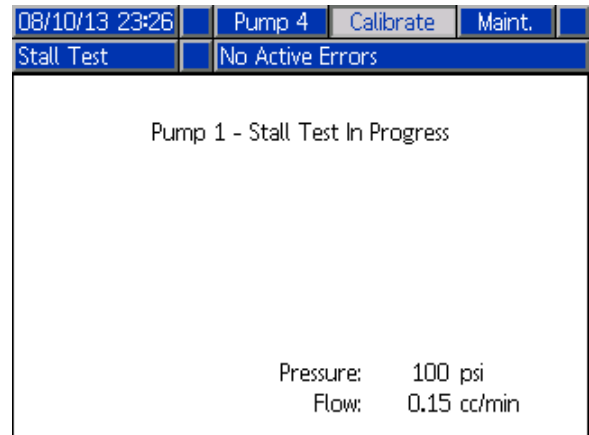 08/10/13 23:26 Pump 4 Calibrate Maint.
Stall Test No Active Errors
Pump 1 - Stall Test In Progress
Pressure: 100 psi
Flow: 0.15 cc/min